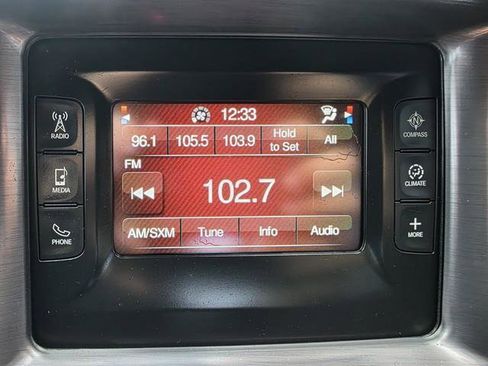 12:33
96.1 105.5 103.9 Hold to Set All
FM
102.7
AM/SXM Tune Info Audio
RADIO
MEDIA
PHONE
COMPASS
CLIMATE
MORE